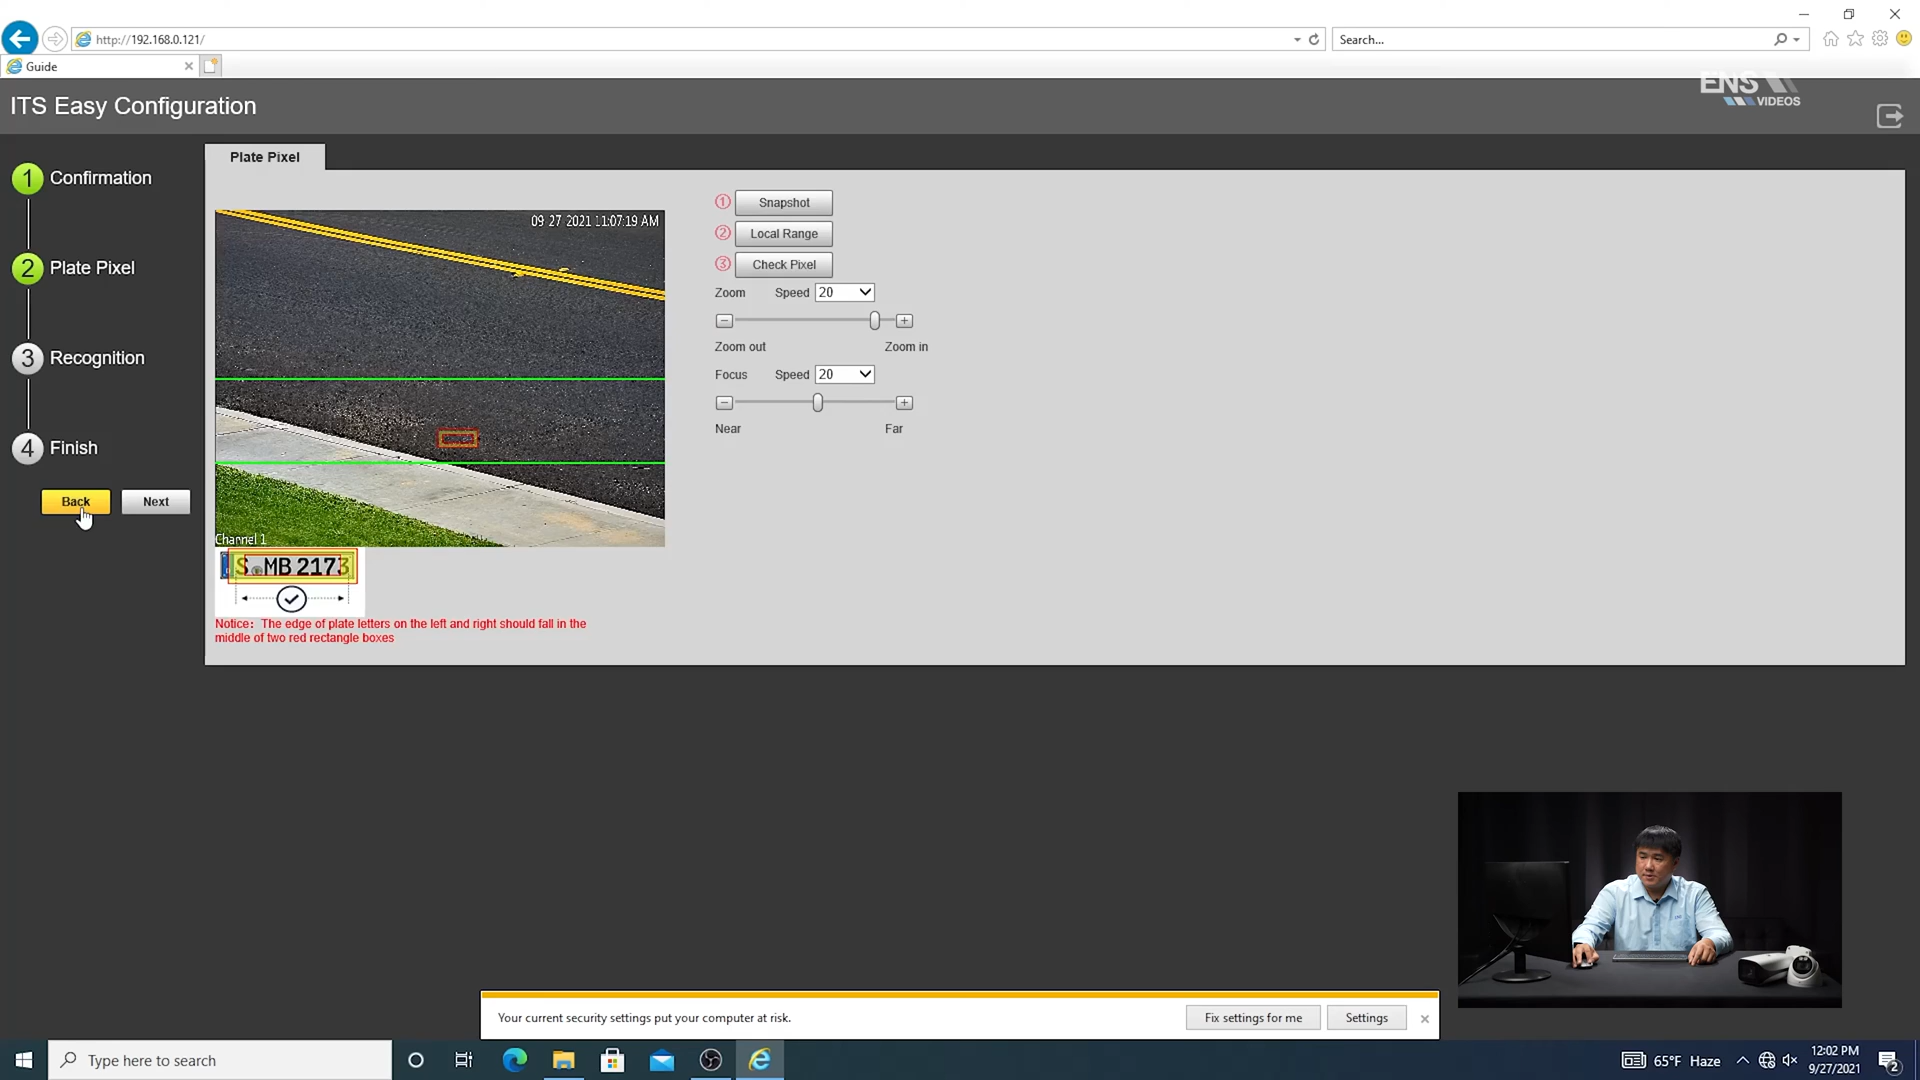 http://192.168.0.121/
Search...
Guide
ITS Easy Configuration
ENS
VIDEOS
Plate Pixel
1 Confirmation
2 Plate Pixel
3 Recognition
4 Finish
Back
Next
09 27 2021 11:07:19 AM
Channel 1
S MB 2173
Notice: The edge of plate letters on the left and right should fall in the
middle of two red rectangle boxes
① Snapshot
② Local Range
③ Check Pixel
Zoom Speed 20
Zoom out Zoom in
Focus Speed 20
Near Far
Your current security settings put your computer at risk.
Fix settings for me
Settings
Type here to search
65°F Haze
12:02 PM
9/27/2021
2